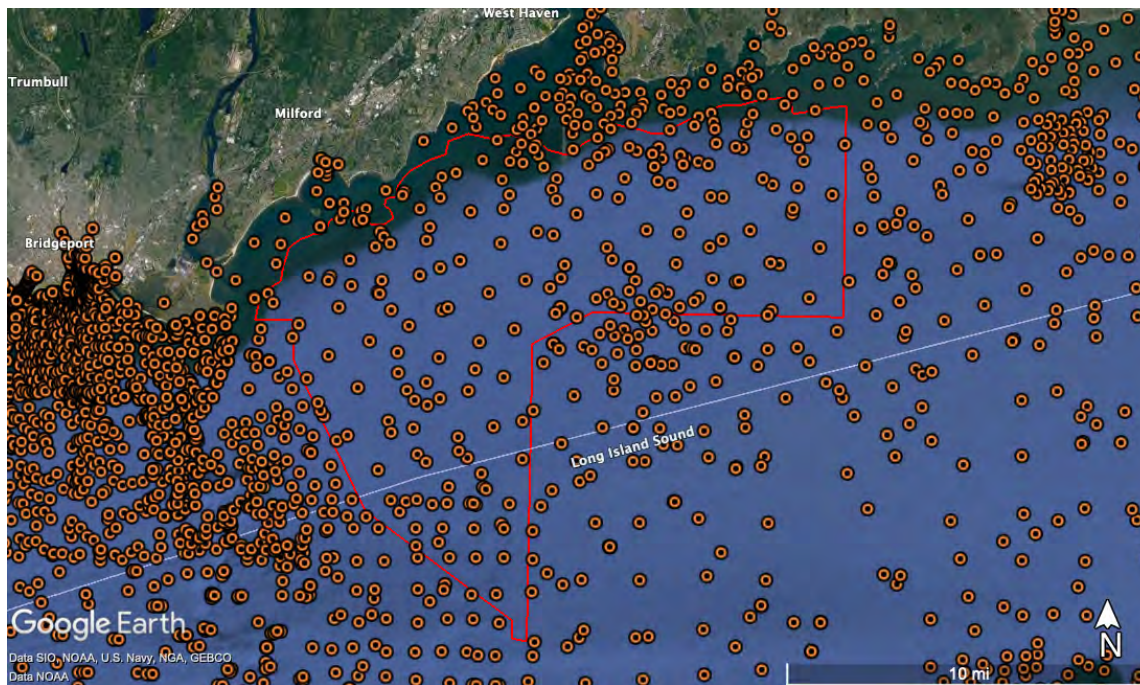 West Haven
Trumbull
Milford
Bridgeport
Long Island Sound
Google Earth
N
Data SIO, NOAA, U.S. Navy, NGA, GEBCO
Data NOAA
10 mi